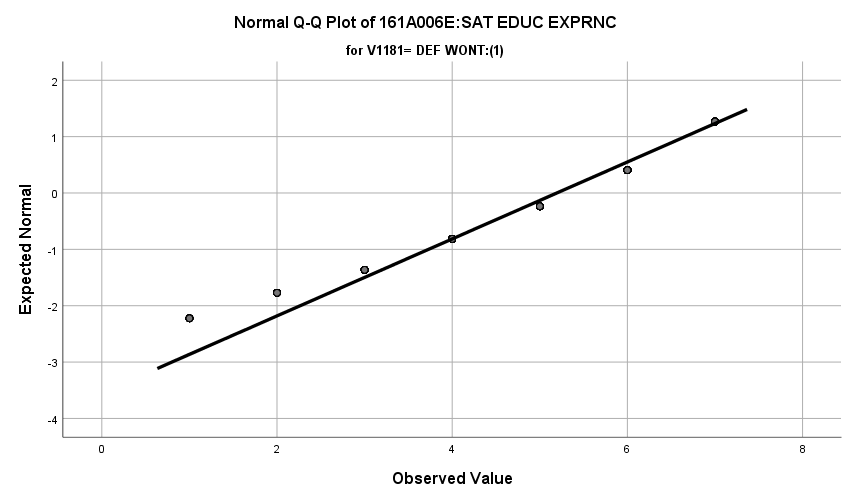 Normal Q-Q Plot of 161A006E:SAT EDUC EXPRNC
for V1181= DEF WONT:(1)
2
1
0
-1
-2
-3
-4
Expected Normal
0 2 4 6 8
Observed Value